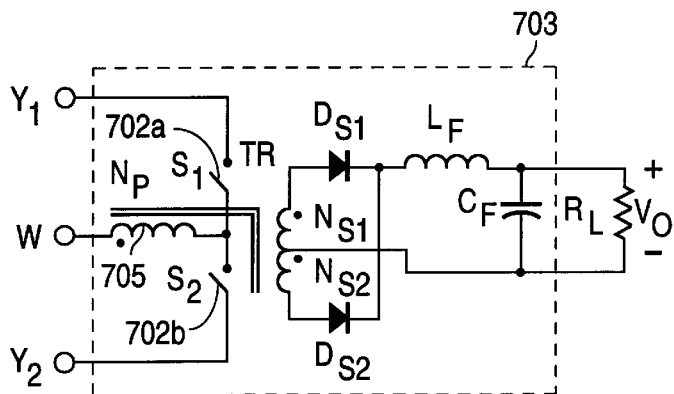 703
Y1
702a
S1
TR
NP
DS1
LF
NS1
CF
RL
+
VO
−
W
705
S2
NS2
702b
DS2
Y2